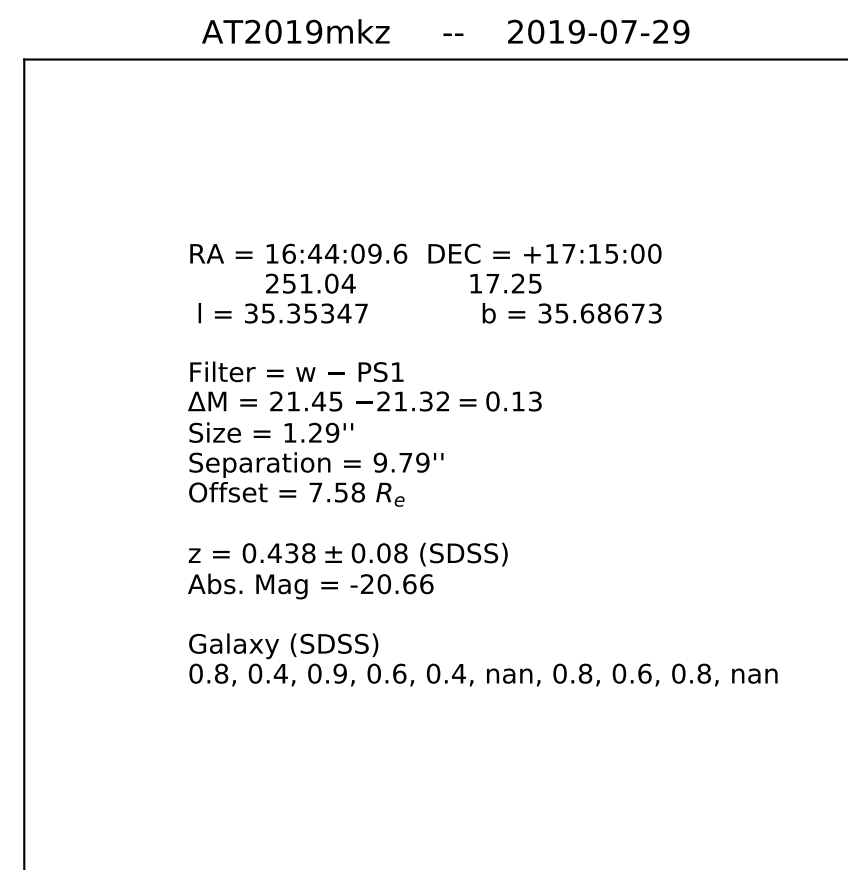 AT2019mkz -- 2019-07-29
RA = 16:44:09.6 DEC = +17:15:00
251.04 17.25
l = 35.35347 b = 35.68673
Filter = w − PS1
ΔM = 21.45 −21.32 = 0.13
Size = 1.29''
Separation = 9.79''
Offset = 7.58 Rₑ
z = 0.438 ± 0.08 (SDSS)
Abs. Mag = -20.66
Galaxy (SDSS)
0.8, 0.4, 0.9, 0.6, 0.4, nan, 0.8, 0.6, 0.8, nan